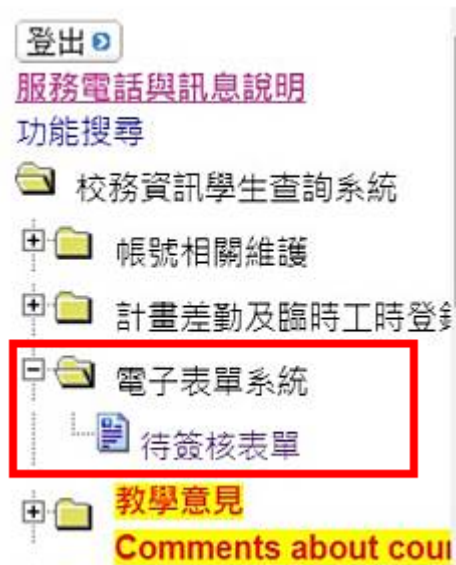 登出
服務電話與訊息說明
功能搜尋
校務資訊學生查詢系統
帳號相關維護
計畫差勤及臨時工時登
電子表單系統
待簽核表單
教學意見
Comments about cour